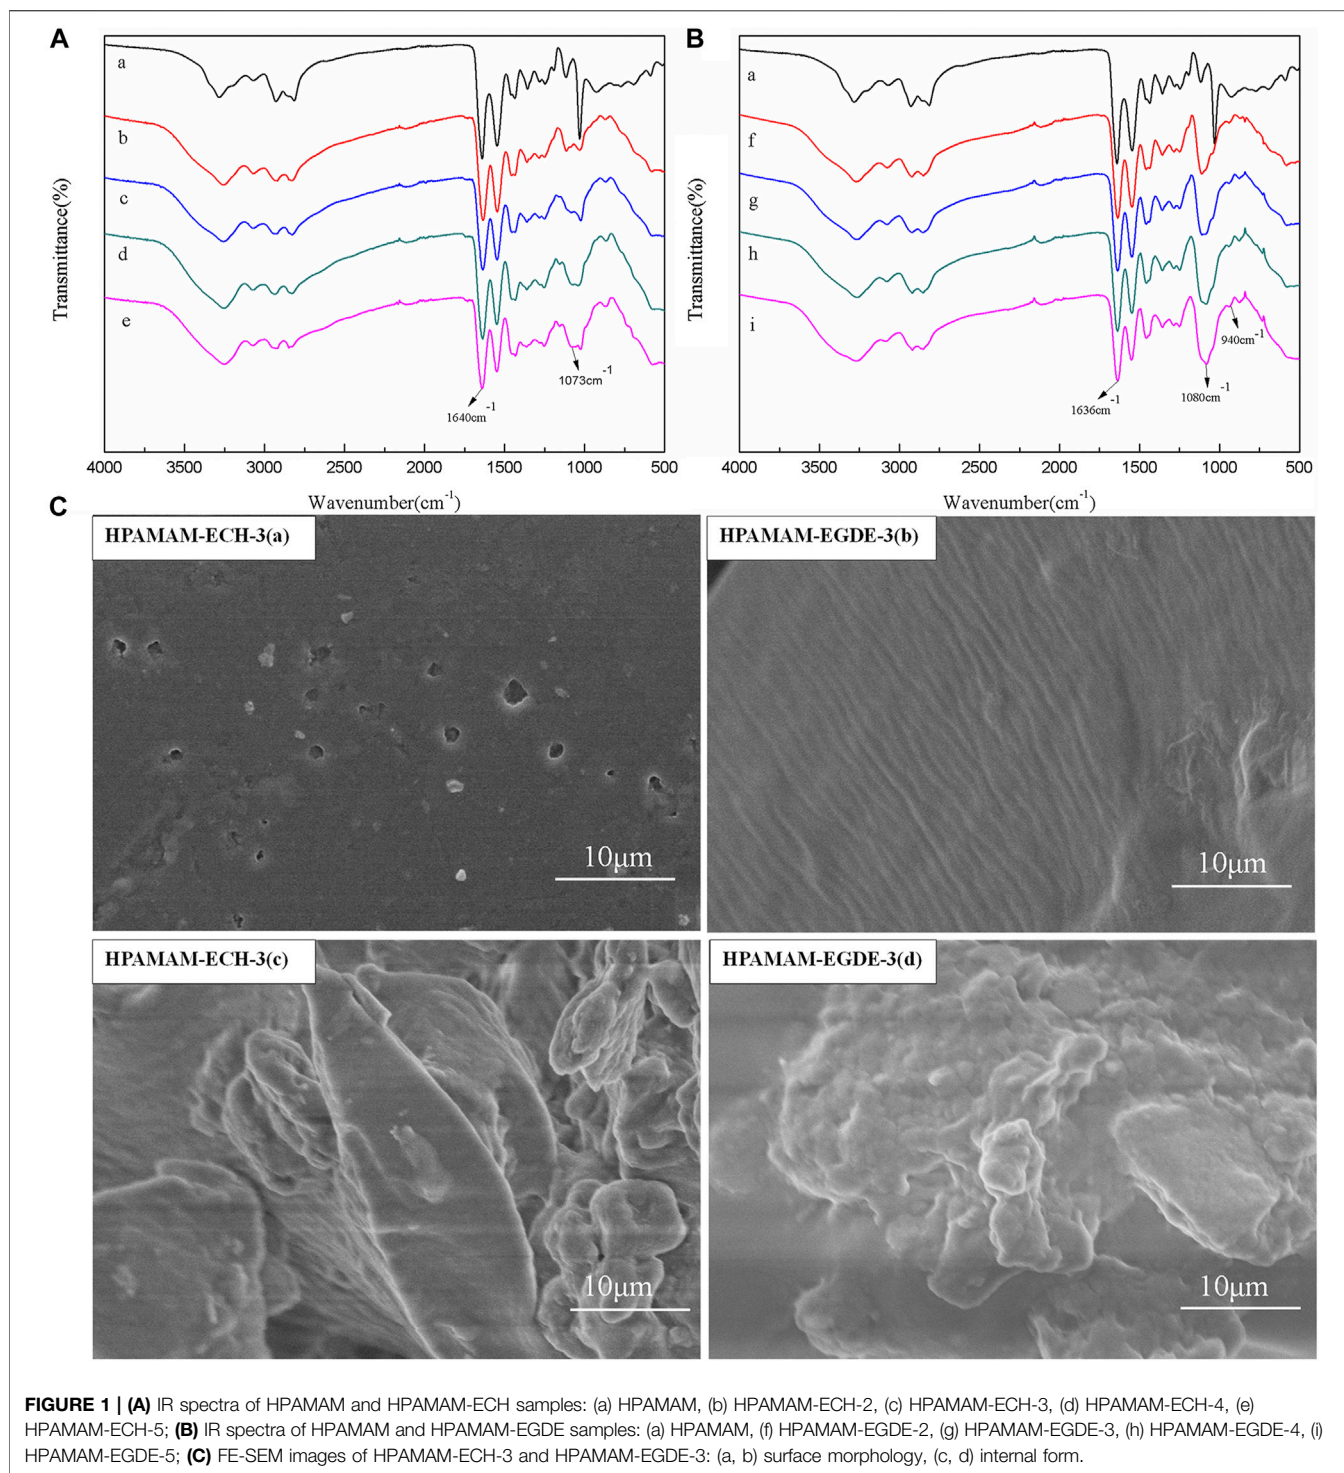 A
B
a
b
c
d
e
Transmittance(%)
1640cm-1
1073cm-1
4000 3500 3000 2500 2000 1500 1000 500
Wavenumber(cm-1)
a
f
g
h
i
Transmittance(%)
1636cm-1
1080cm-1
940cm-1
4000 3500 3000 2500 2000 1500 1000 500
Wavenumber(cm-1)
C
HPAMAM-ECH-3(a)
10μm
HPAMAM-EGDE-3(b)
10μm
HPAMAM-ECH-3(c)
10μm
HPAMAM-EGDE-3(d)
10μm
FIGURE 1 | (A) IR spectra of HPAMAM and HPAMAM-ECH samples: (a) HPAMAM, (b) HPAMAM-ECH-2, (c) HPAMAM-ECH-3, (d) HPAMAM-ECH-4, (e)
HPAMAM-ECH-5; (B) IR spectra of HPAMAM and HPAMAM-EGDE samples: (a) HPAMAM, (f) HPAMAM-EGDE-2, (g) HPAMAM-EGDE-3, (h) HPAMAM-EGDE-4, (i)
HPAMAM-EGDE-5; (C) FE-SEM images of HPAMAM-ECH-3 and HPAMAM-EGDE-3: (a, b) surface morphology, (c, d) internal form.